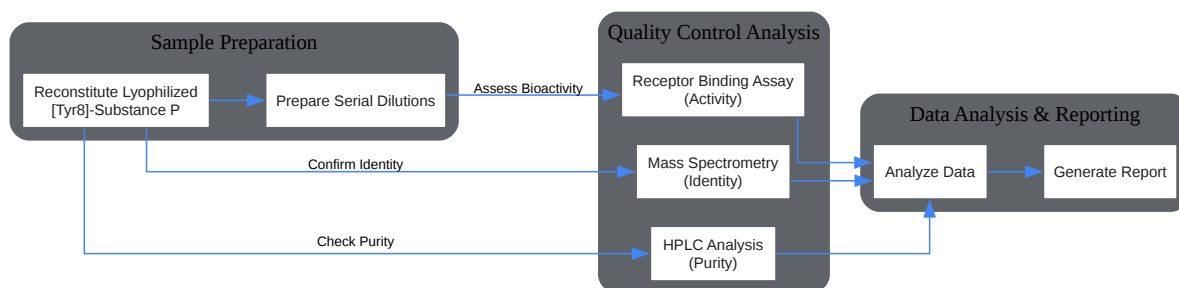 Sample Preparation
Reconstitute Lyophilized
[Tyr8]-Substance P
Prepare Serial Dilutions
Assess Bioactivity
Confirm Identity
Check Purity
Quality Control Analysis
Receptor Binding Assay
(Activity)
Mass Spectrometry
(Identity)
HPLC Analysis
(Purity)
Data Analysis & Reporting
Analyze Data
Generate Report